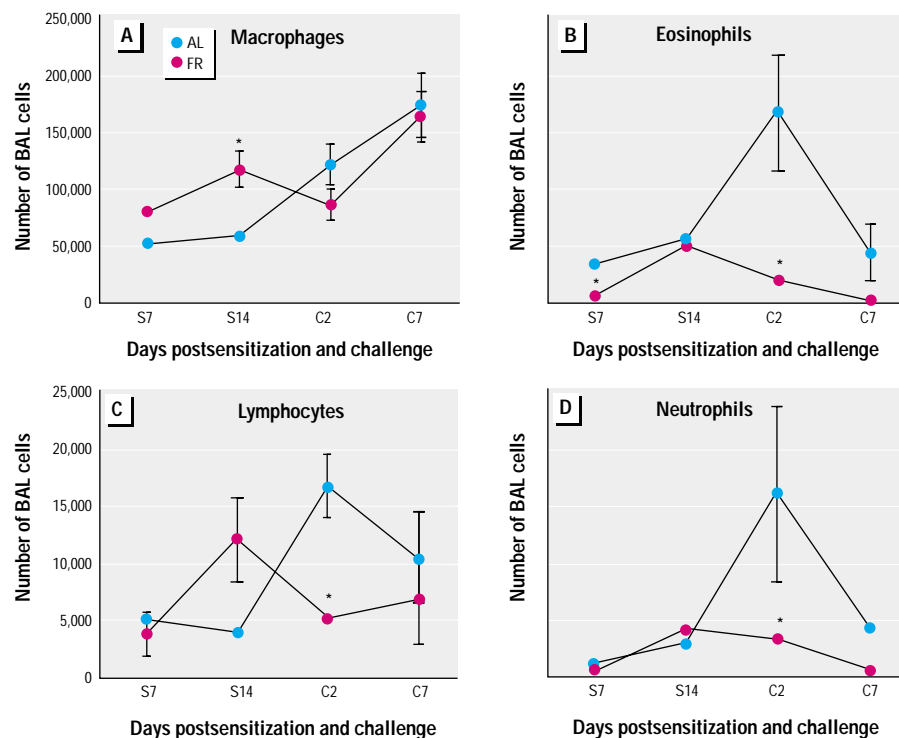 A
Macrophages
AL
FR
250,000
200,000
150,000
100,000
50,000
0
Number of BAL cells
*
S7 S14 C2 C7
Days postsensitization and challenge
B
Eosinophils
Number of BAL cells
*
*
S7 S14 C2 C7
Days postsensitization and challenge
C
Lymphocytes
25,000
20,000
15,000
10,000
5,000
0
Number of BAL cells
*
S7 S14 C2 C7
Days postsensitization and challenge
D
Neutrophils
Number of BAL cells
*
S7 S14 C2 C7
Days postsensitization and challenge